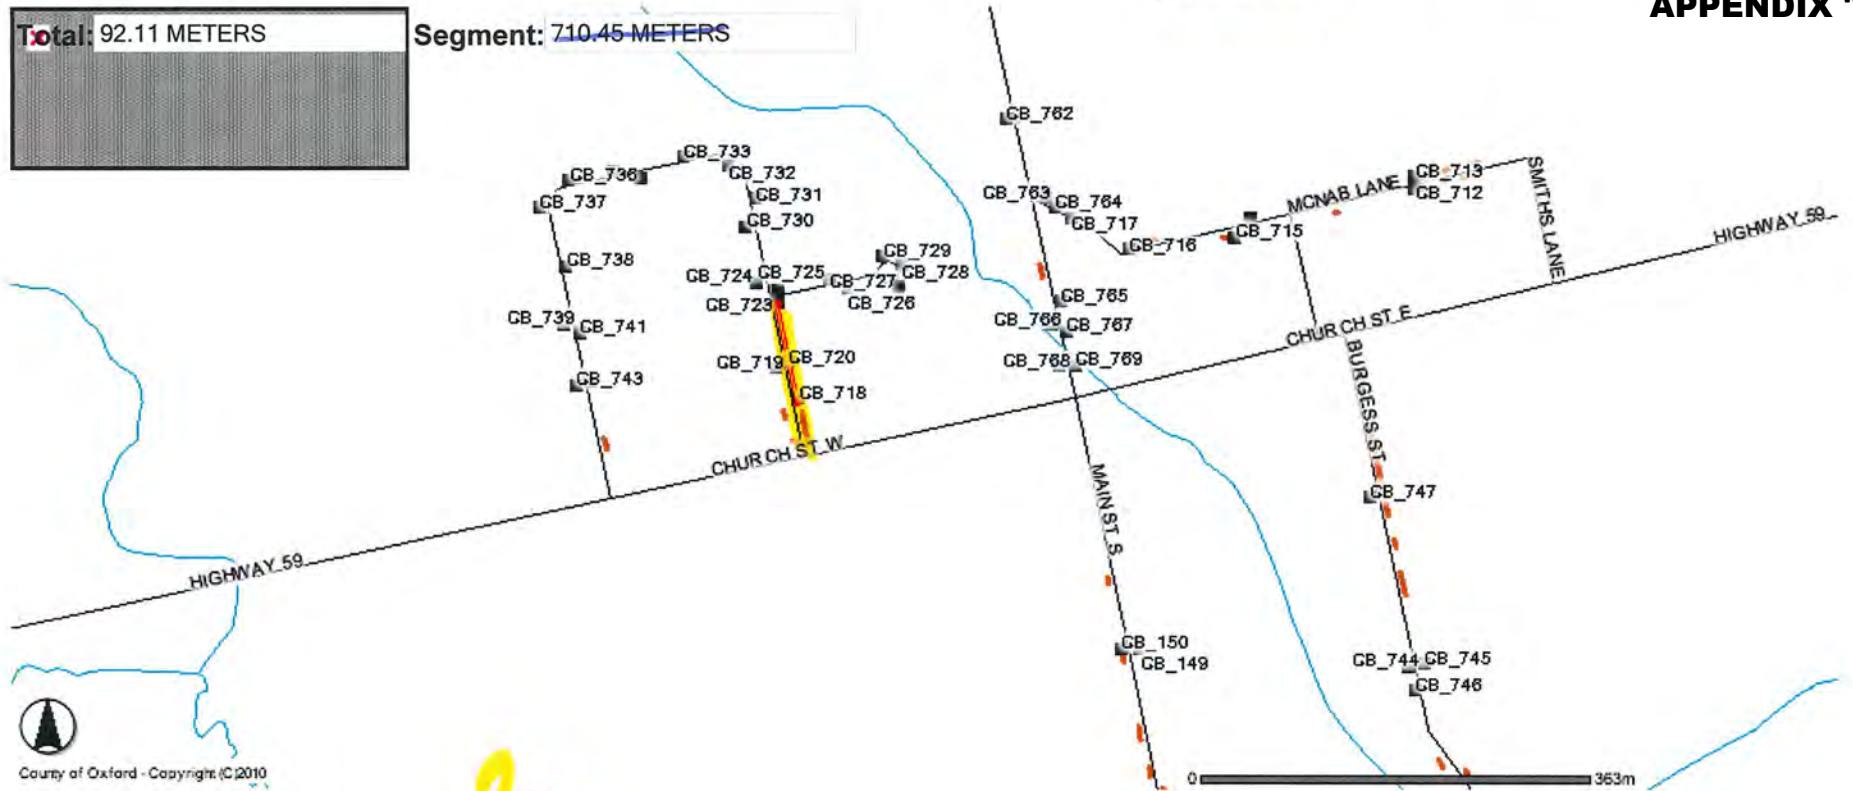 APPENDIX
Total: 92.11 METERS
Segment: 710.45 METERS
CB_762
CB_733
CB_736
CB_732
CB_713
CB_737
CB_731
CB_763
CB_764
MCNAB LANE
CB_712
SMITHS LANE
CB_730
CB_717
HIGHWAY 59
CB_716
CB_715
CB_738
CB_729
CB_724
CB_725
CB_727
CB_728
CB_723
CB_726
CB_765
CB_739
CB_741
CB_766
CB_767
CHURCH ST E
CB_719
CB_720
CB_768
CB_769
CB_743
CB_718
BURGESS ST
CHURCH ST W
MAIN ST S
CB_747
HIGHWAY 59
CB_150
CB_149
CB_744
CB_745
CB_746
County of Oxford - Copyright (C)2010
0
363m